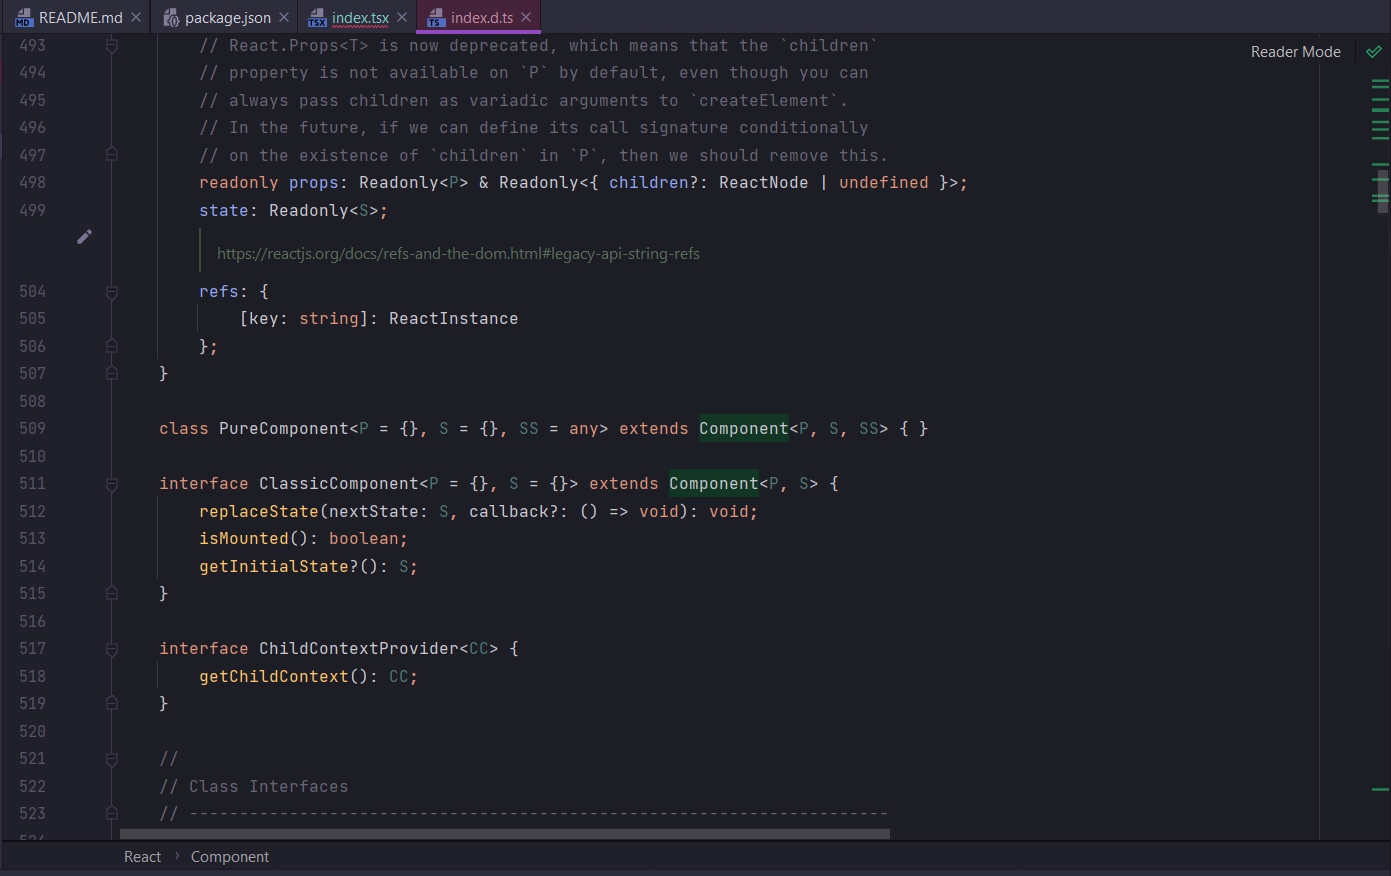 README.md package.json index.tsx index.d.ts
Reader Mode
493 // React.Props<T> is now deprecated, which means that the `children`
494 // property is not available on `P` by default, even though you can
495 // always pass children as variadic arguments to `createElement`.
496 // In the future, if we can define its call signature conditionally
497 // on the existence of `children` in `P`, then we should remove this.
498 readonly props: Readonly<P> & Readonly<{ children?: ReactNode | undefined }>;
499 state: Readonly<S>;
https://reactjs.org/docs/refs-and-the-dom.html#legacy-api-string-refs
504 refs: {
505 [key: string]: ReactInstance
506 };
507 }
508
509 class PureComponent<P = {}, S = {}, SS = any> extends Component<P, S, SS> { }
510
511 interface ClassicComponent<P = {}, S = {}> extends Component<P, S> {
512 replaceState(nextState: S, callback?: () => void): void;
513 isMounted(): boolean;
514 getInitialState?(): S;
515 }
516
517 interface ChildContextProvider<CC> {
518 getChildContext(): CC;
519 }
520
521 //
522 // Class Interfaces
523 // ----------------------------------------------------------------------
524
React › Component